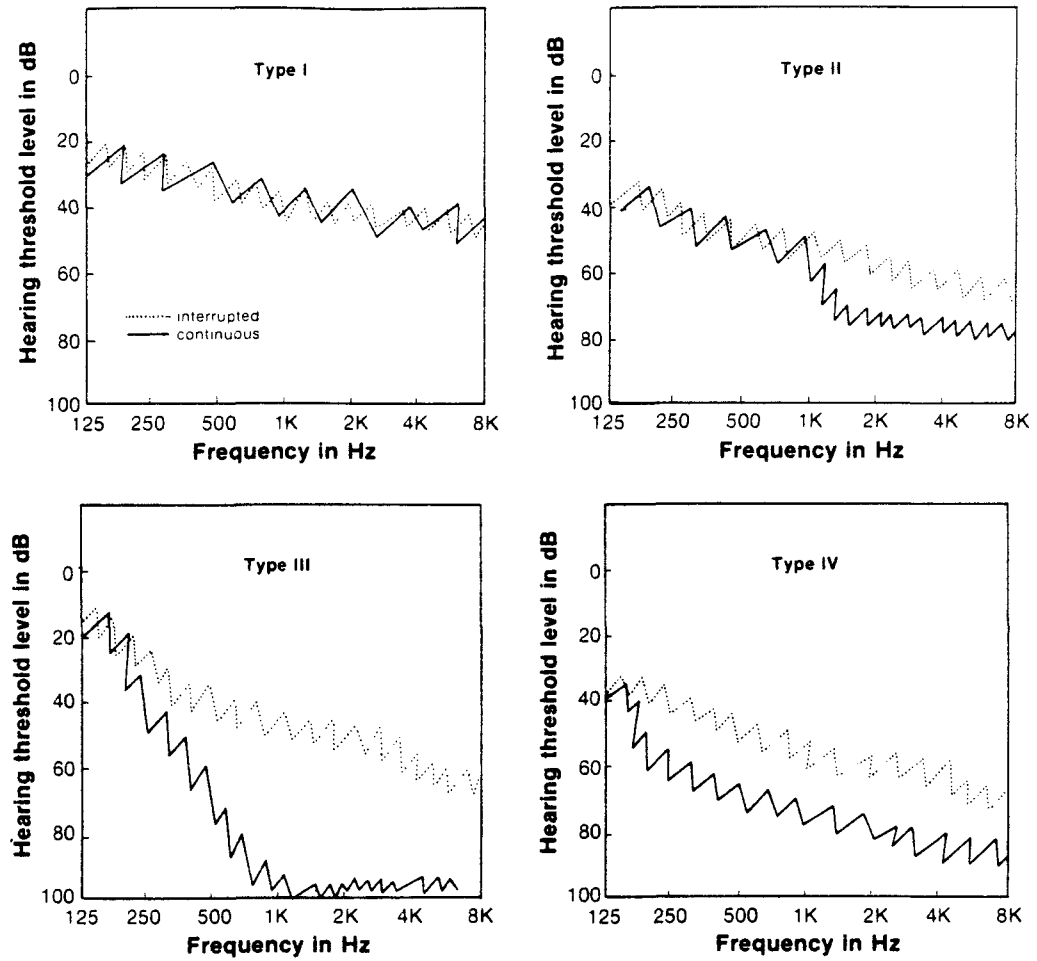 Type I
Hearing threshold level in dB
0
20
40
60
80
100
interrupted
continuous
125 250 500 1K 2K 4K 8K
Frequency in Hz
Type II
Hearing threshold level in dB
0
20
40
60
80
100
125 250 500 1K 2K 4K 8K
Frequency in Hz
Type III
Hearing threshold level in dB
0
20
40
60
80
100
125 250 500 1K 2K 4K 8K
Frequency in Hz
Type IV
Hearing threshold level in dB
0
20
40
60
80
100
125 250 500 1K 2K 4K 8K
Frequency in Hz